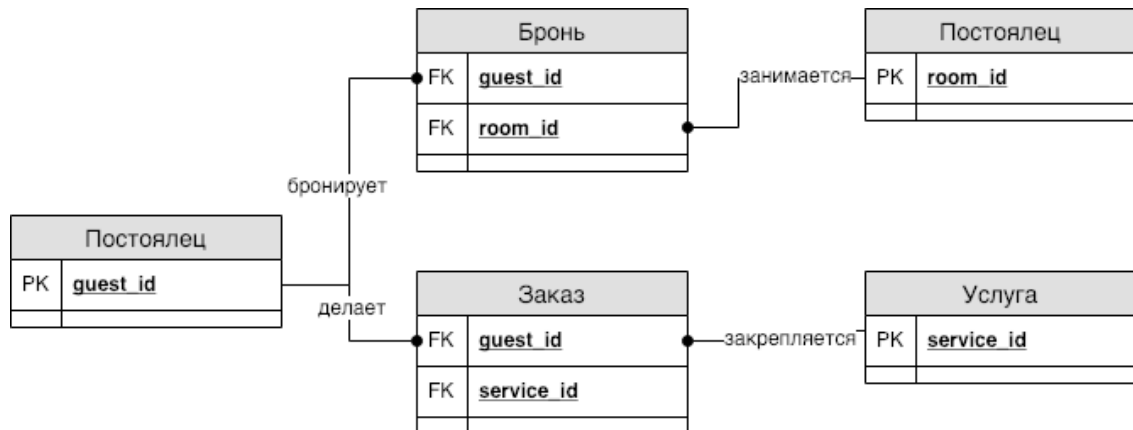 Бронь
FK guest_id
FK room_id
занимается
Постоялец
PK room_id
бронирует
Постоялец
PK guest_id
делает
Заказ
FK guest_id
FK service_id
закрепляется
Услуга
PK service_id